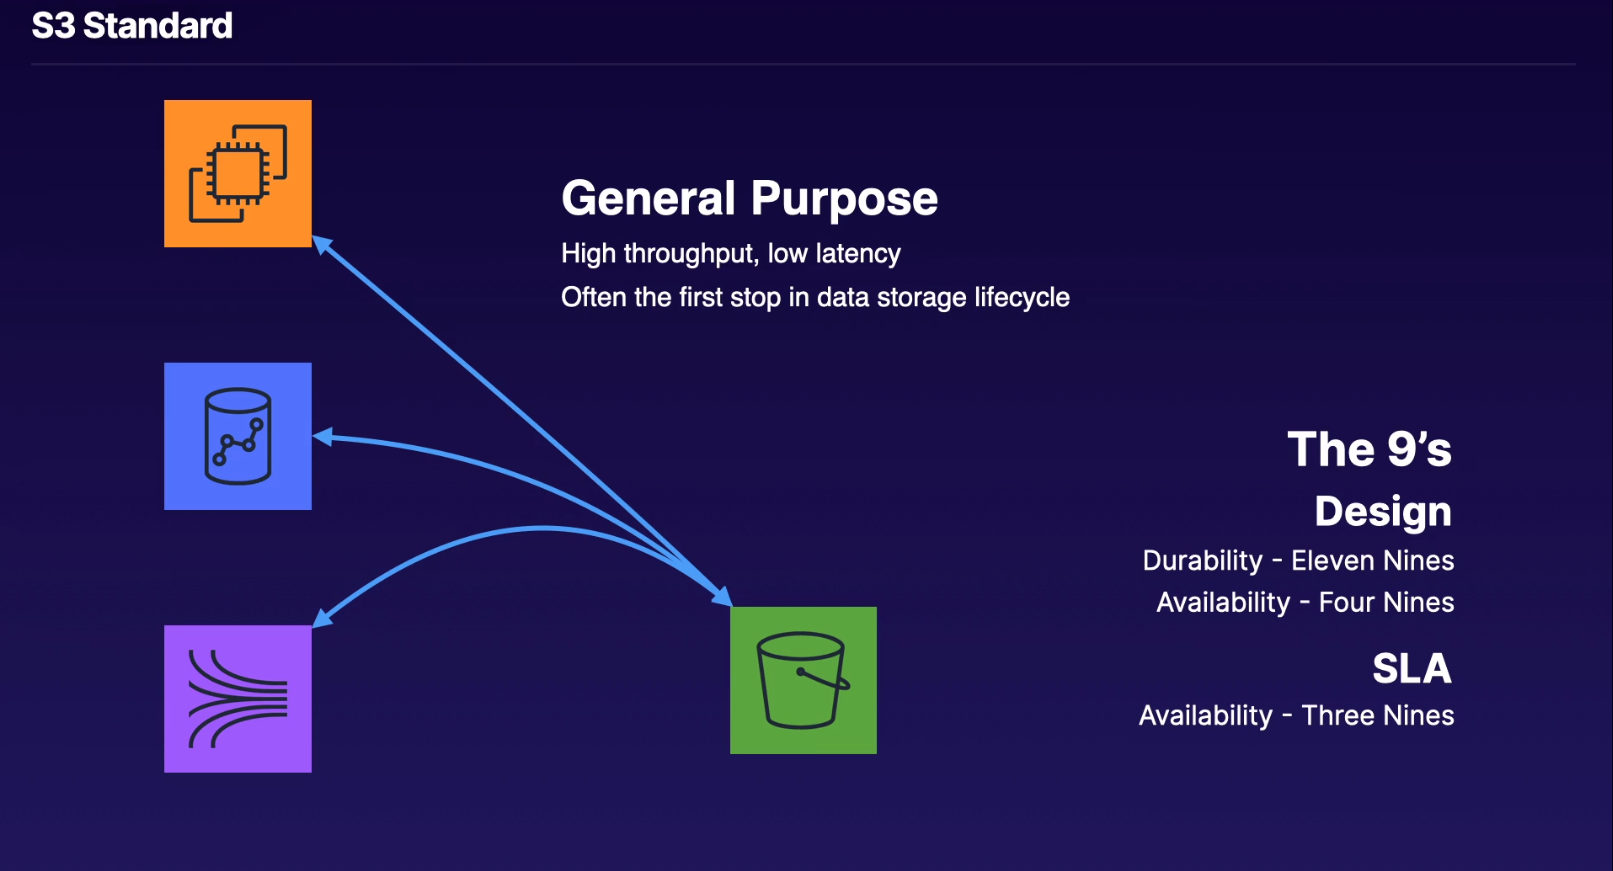 S3 Standard
General Purpose
High throughput, low latency
Often the first stop in data storage lifecycle
The 9’s
Design
Durability - Eleven Nines
Availability - Four Nines
SLA
Availability - Three Nines